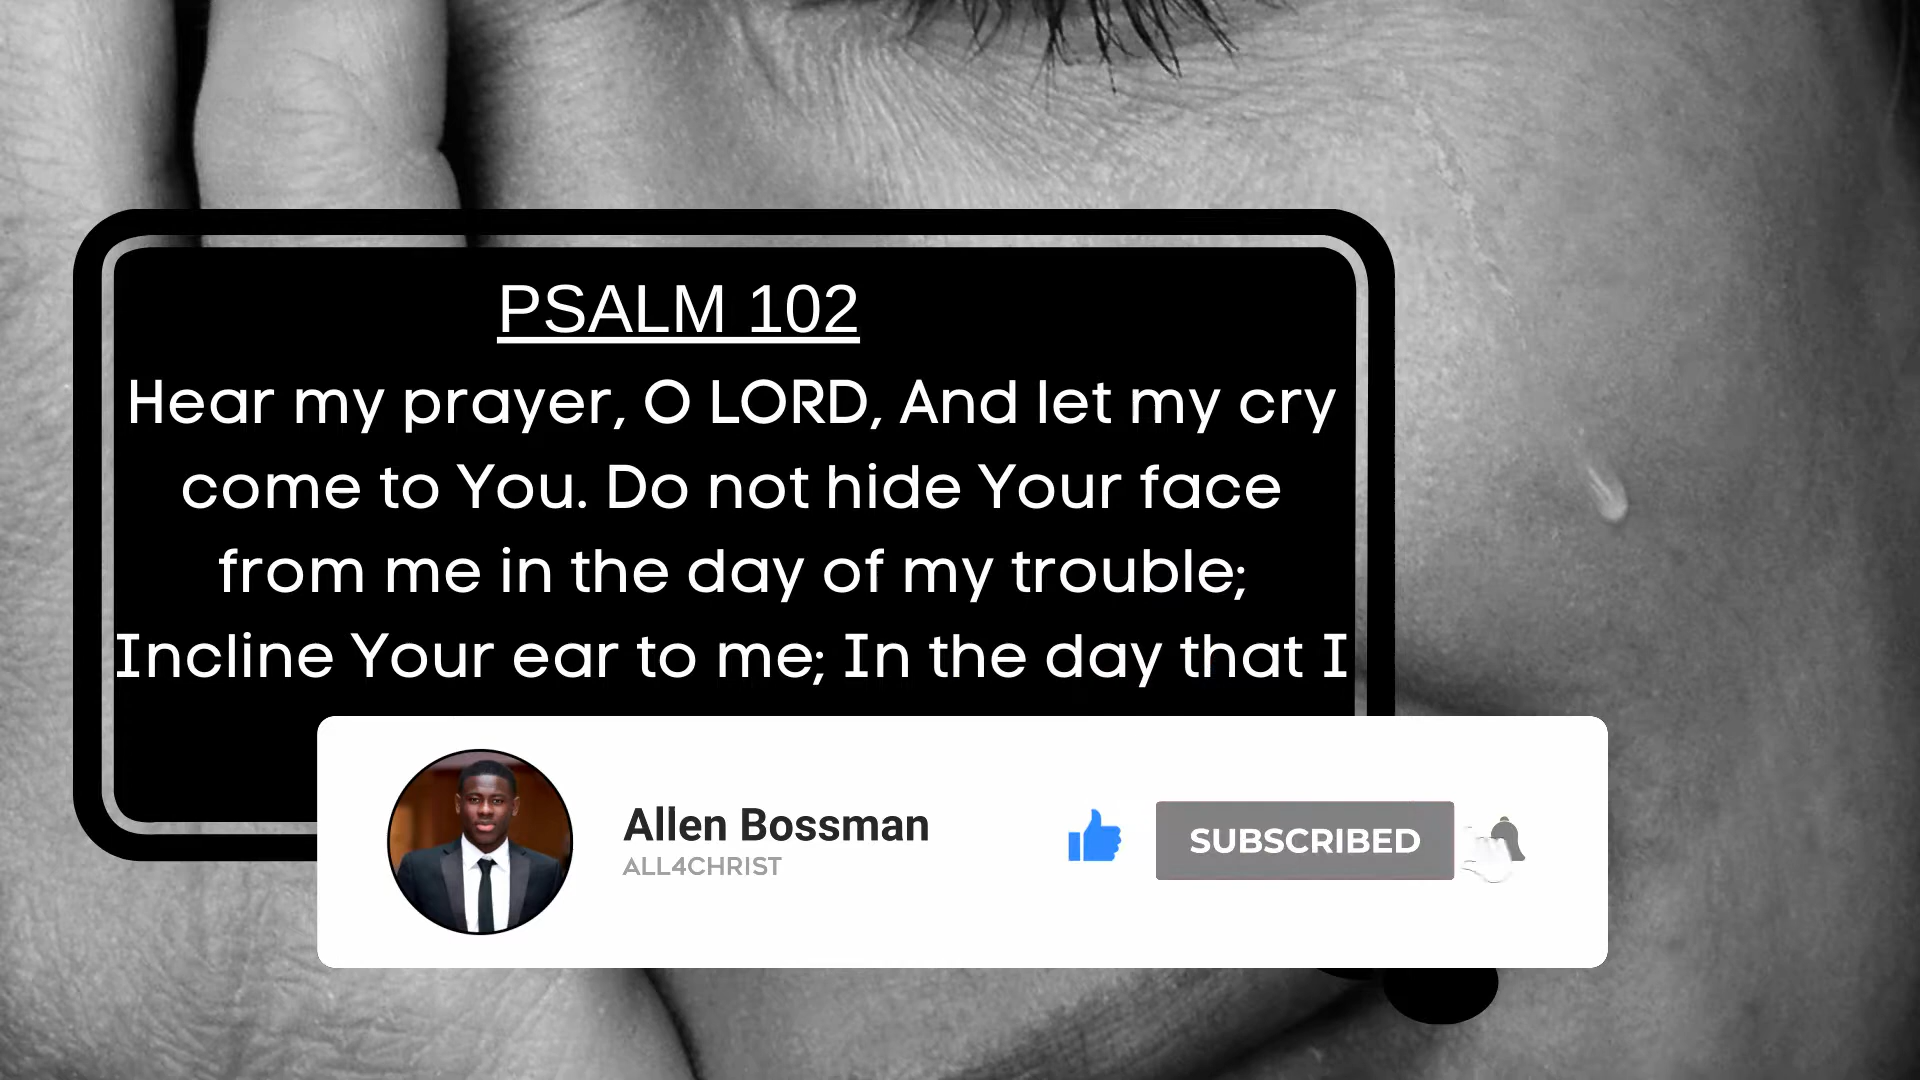 PSALM 102
Hear my prayer, O LORD, And let my cry
come to You. Do not hide Your face
from me in the day of my trouble;
Incline Your ear to me; In the day that I
Allen Bossman
ALL4CHRIST
SUBSCRIBED